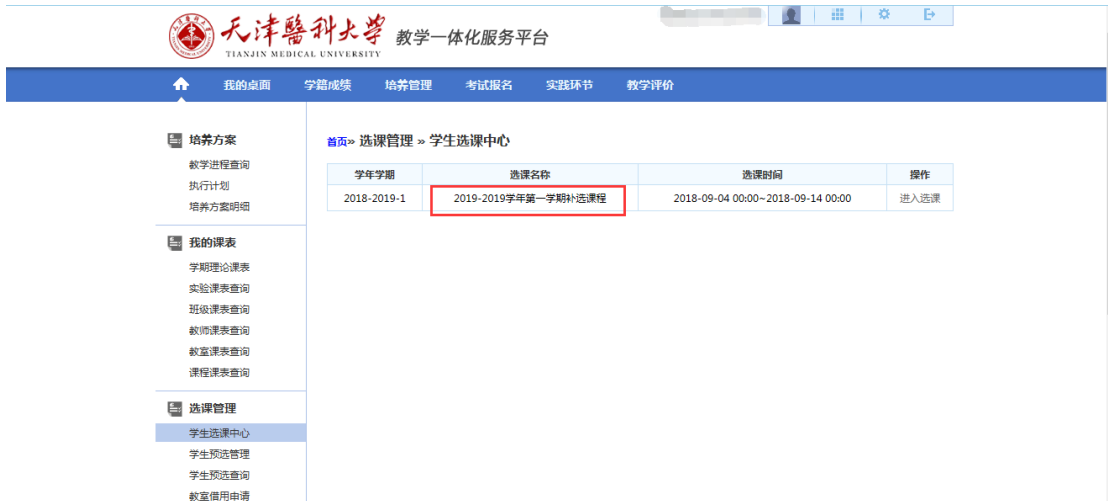 天津醫科大学 教学一体化服务平台
TIANJIN MEDICAL UNIVERSITY
我的桌面 学籍成绩 培养管理 考试报名 实践环节 教学评价
培养方案
教学进程查询
执行计划
培养方案明细
我的课表
学期理论课表
实验课表查询
班级课表查询
教师课表查询
教室课表查询
课程课表查询
选课管理
学生选课中心
学生预选管理
学生预选查询
教室借用申请
首页» 选课管理 » 学生选课中心
学年学期 选课名称 选课时间 操作
2018-2019-1 2019-2019学年第一学期补选课程 2018-09-04 00:00~2018-09-14 00:00 进入选课